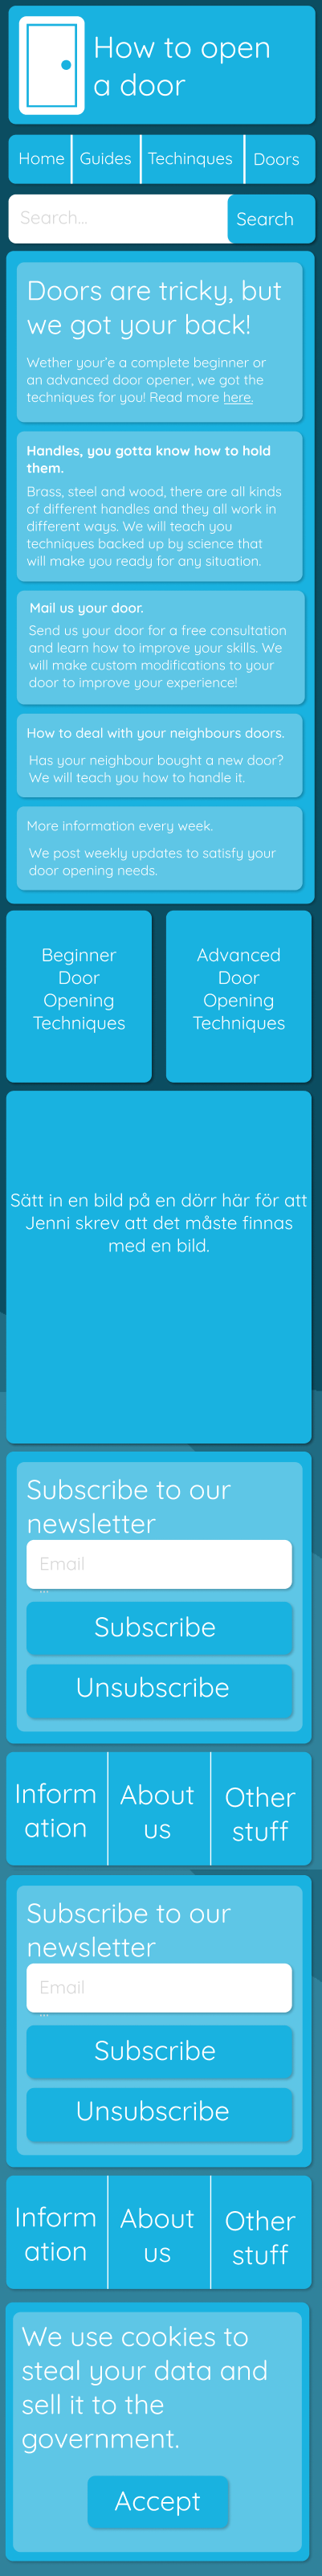 How to open
a door
Home Guides Techinques Doors
Search...
Search
Doors are tricky, but
we got your back!
Wether your'e a complete beginner or
an advanced door opener, we got the
techniques for you! Read more here.
Handles, you gotta know how to hold
them.
Brass, steel and wood, there are all kinds
of different handles and they all work in
different ways. We will teach you
techniques backed up by science that
will make you ready for any situation.
Mail us your door.
Send us your door for a free consultation
and learn how to improve your skills. We
will make custom modifications to your
door to improve your experience!
How to deal with your neighbours doors.
Has your neighbour bought a new door?
We will teach you how to handle it.
More information every week.
We post weekly updates to satisfy your
door opening needs.
Beginner
Door
Opening
Techniques
Advanced
Door
Opening
Techniques
Sätt in en bild på en dörr här för att
Jenni skrev att det måste finnas
med en bild.
Subscribe to our
newsletter
Email
...
Subscribe
Unsubscribe
Inform
ation
About
us
Other
stuff
Subscribe to our
newsletter
Email
...
Subscribe
Unsubscribe
Inform
ation
About
us
Other
stuff
We use cookies to
steal your data and
sell it to the
government.
Accept